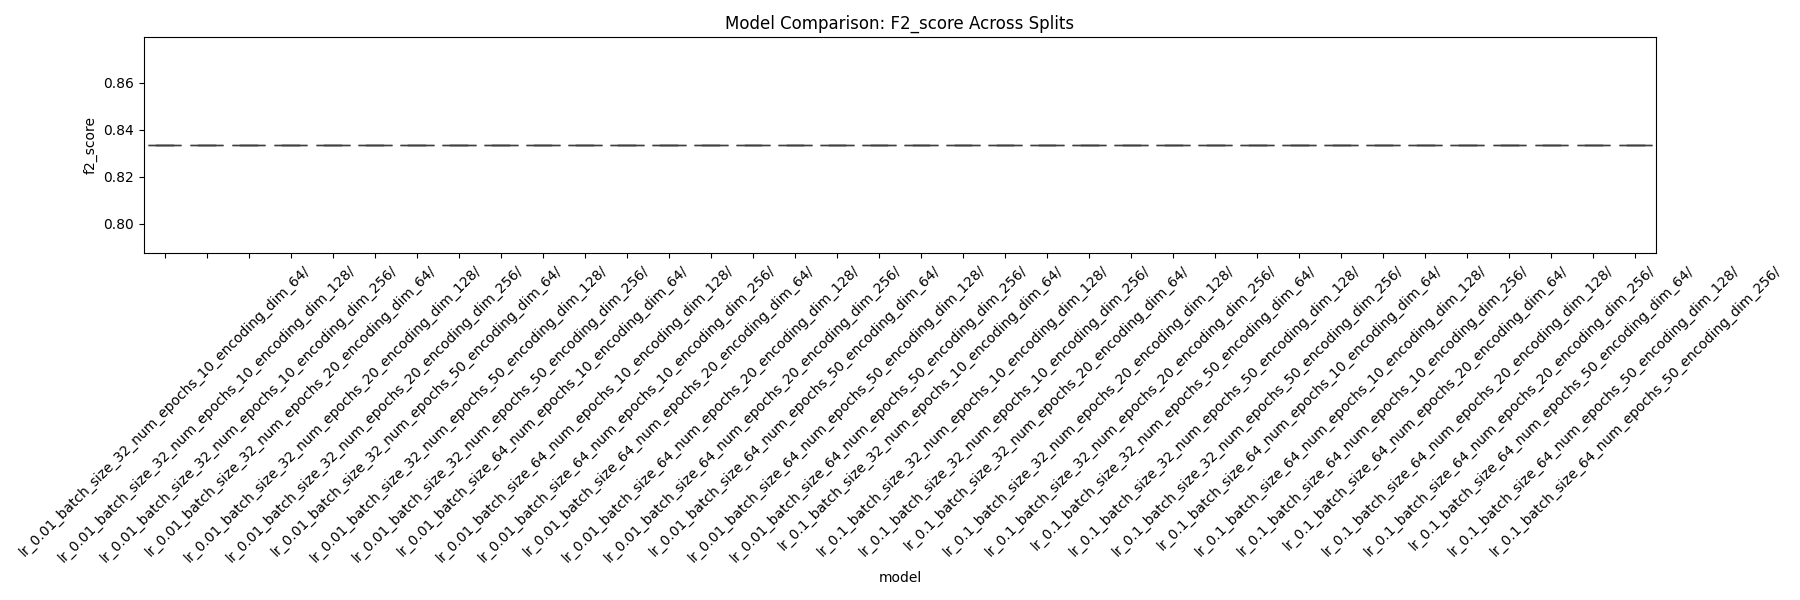 Model Comparison: F2_score Across Splits
0.86
0.84
0.82
0.80
f2_score
lr_0.01_batch_size_32_num_epochs_10_encoding_dim_64/
lr_0.01_batch_size_32_num_epochs_10_encoding_dim_128/
lr_0.01_batch_size_32_num_epochs_10_encoding_dim_256/
lr_0.01_batch_size_32_num_epochs_20_encoding_dim_64/
lr_0.01_batch_size_32_num_epochs_20_encoding_dim_128/
lr_0.01_batch_size_32_num_epochs_20_encoding_dim_256/
lr_0.01_batch_size_32_num_epochs_50_encoding_dim_64/
lr_0.01_batch_size_32_num_epochs_50_encoding_dim_128/
lr_0.01_batch_size_32_num_epochs_50_encoding_dim_256/
lr_0.01_batch_size_64_num_epochs_10_encoding_dim_64/
lr_0.01_batch_size_64_num_epochs_10_encoding_dim_128/
lr_0.01_batch_size_64_num_epochs_10_encoding_dim_256/
lr_0.01_batch_size_64_num_epochs_20_encoding_dim_64/
lr_0.01_batch_size_64_num_epochs_20_encoding_dim_128/
lr_0.01_batch_size_64_num_epochs_20_encoding_dim_256/
lr_0.01_batch_size_64_num_epochs_50_encoding_dim_64/
lr_0.01_batch_size_64_num_epochs_50_encoding_dim_128/
lr_0.01_batch_size_64_num_epochs_50_encoding_dim_256/
lr_0.1_batch_size_32_num_epochs_10_encoding_dim_64/
lr_0.1_batch_size_32_num_epochs_10_encoding_dim_128/
lr_0.1_batch_size_32_num_epochs_10_encoding_dim_256/
lr_0.1_batch_size_32_num_epochs_20_encoding_dim_64/
lr_0.1_batch_size_32_num_epochs_20_encoding_dim_128/
lr_0.1_batch_size_32_num_epochs_20_encoding_dim_256/
lr_0.1_batch_size_32_num_epochs_50_encoding_dim_64/
lr_0.1_batch_size_32_num_epochs_50_encoding_dim_128/
lr_0.1_batch_size_32_num_epochs_50_encoding_dim_256/
lr_0.1_batch_size_64_num_epochs_10_encoding_dim_64/
lr_0.1_batch_size_64_num_epochs_10_encoding_dim_128/
lr_0.1_batch_size_64_num_epochs_10_encoding_dim_256/
lr_0.1_batch_size_64_num_epochs_20_encoding_dim_64/
lr_0.1_batch_size_64_num_epochs_20_encoding_dim_128/
lr_0.1_batch_size_64_num_epochs_20_encoding_dim_256/
lr_0.1_batch_size_64_num_epochs_50_encoding_dim_64/
lr_0.1_batch_size_64_num_epochs_50_encoding_dim_128/
lr_0.1_batch_size_64_num_epochs_50_encoding_dim_256/
model